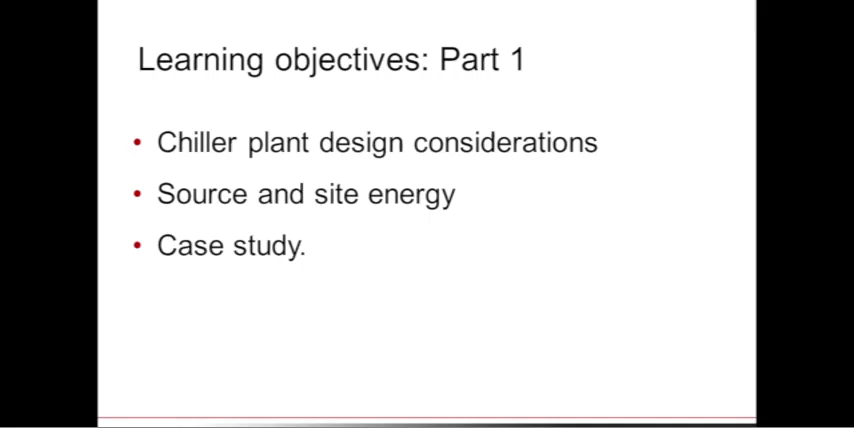 Learning objectives: Part 1
• Chiller plant design considerations
• Source and site energy
• Case study.